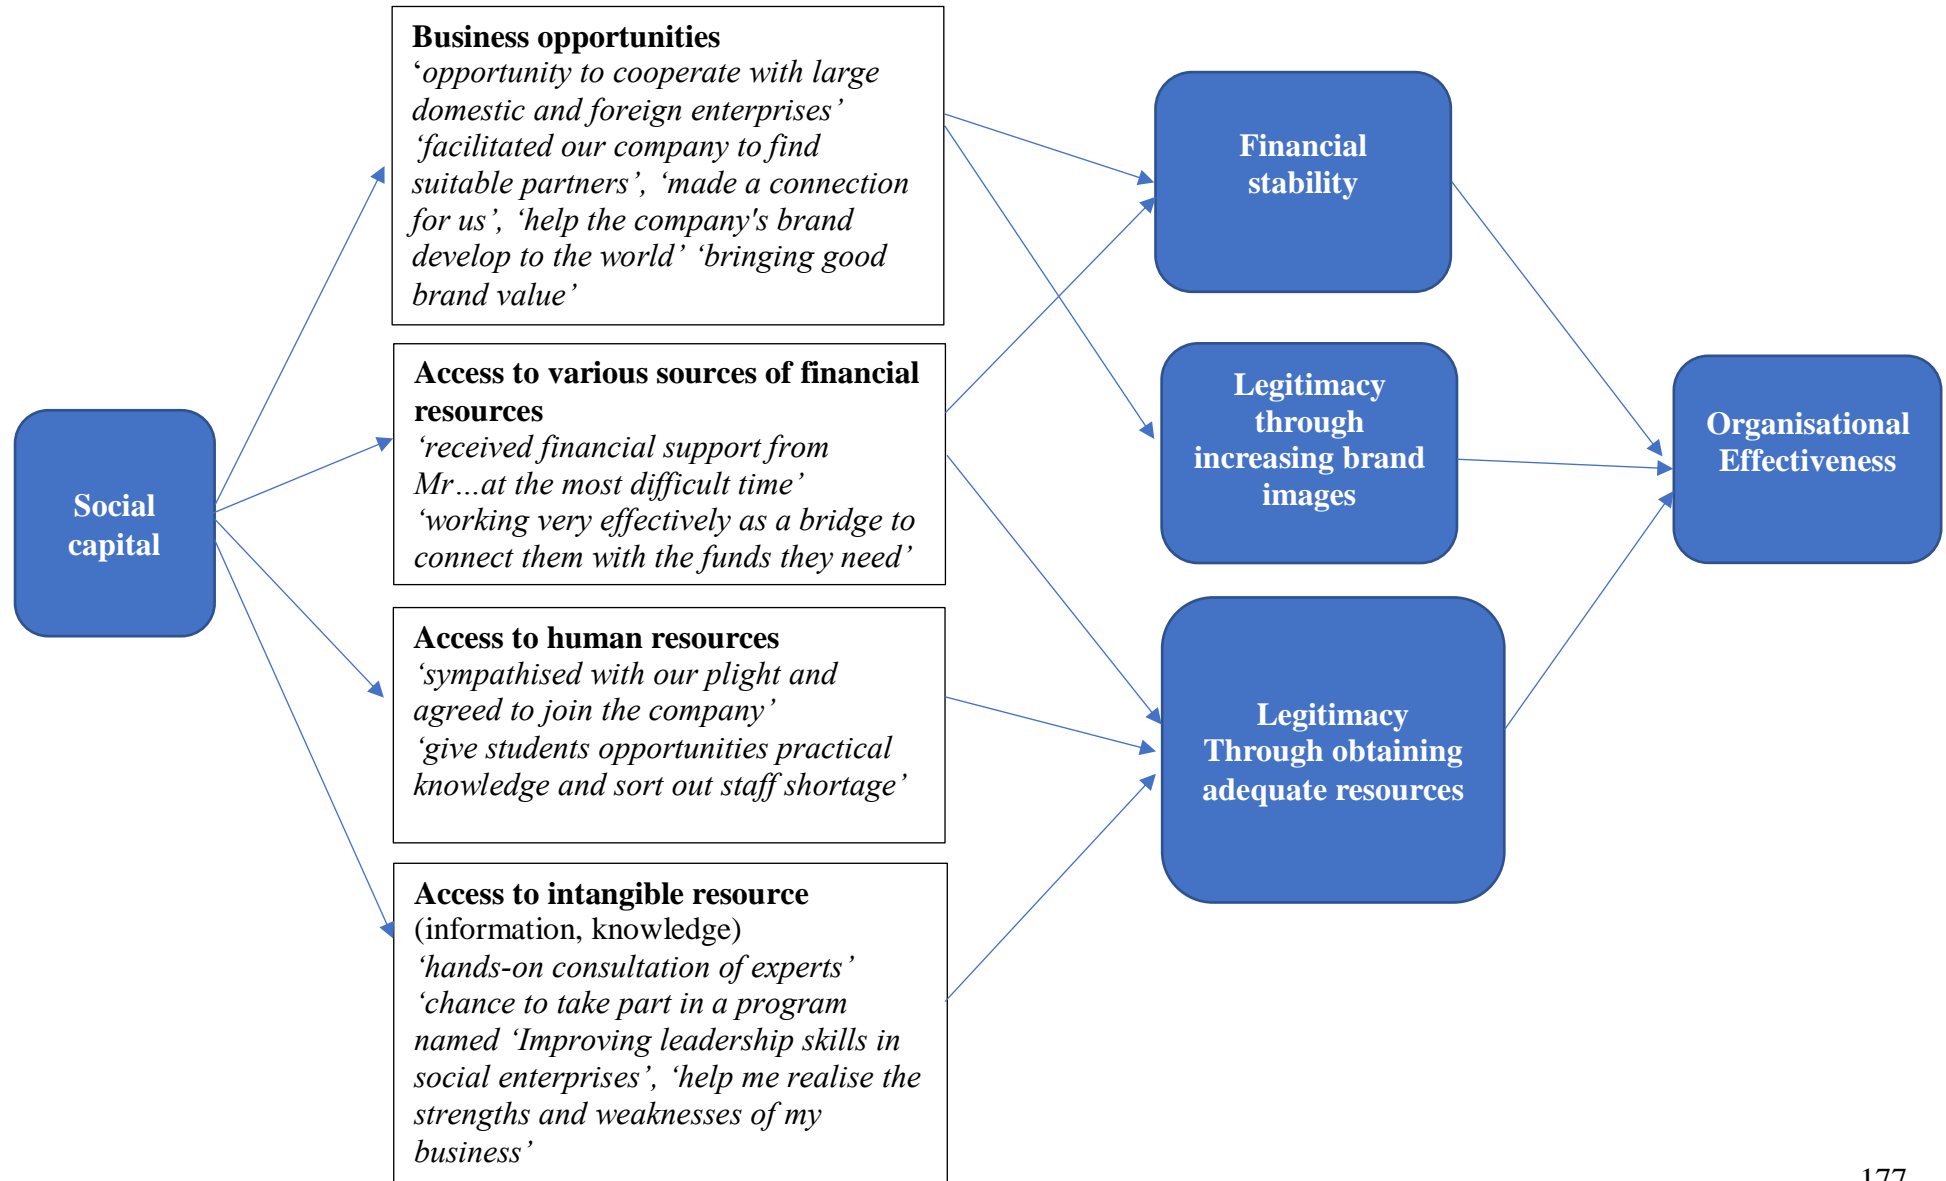 Business opportunities
‘opportunity to cooperate with large
domestic and foreign enterprises’
‘facilitated our company to find
suitable partners’, ‘made a connection
for us’, ‘help the company's brand
develop to the world’ ‘bringing good
brand value’
Access to various sources of financial
resources
‘received financial support from
Mr…at the most difficult time’
‘working very effectively as a bridge to
connect them with the funds they need’
Access to human resources
‘sympathised with our plight and
agreed to join the company’
‘give students opportunities practical
knowledge and sort out staff shortage’
Access to intangible resource
(information, knowledge)
‘hands-on consultation of experts’
‘chance to take part in a program
named ‘Improving leadership skills in
social enterprises’, ‘help me realise the
strengths and weaknesses of my
business’
Social
capital
Financial
stability
Legitimacy
through
increasing brand
images
Legitimacy
Through obtaining
adequate resources
Organisational
Effectiveness
177